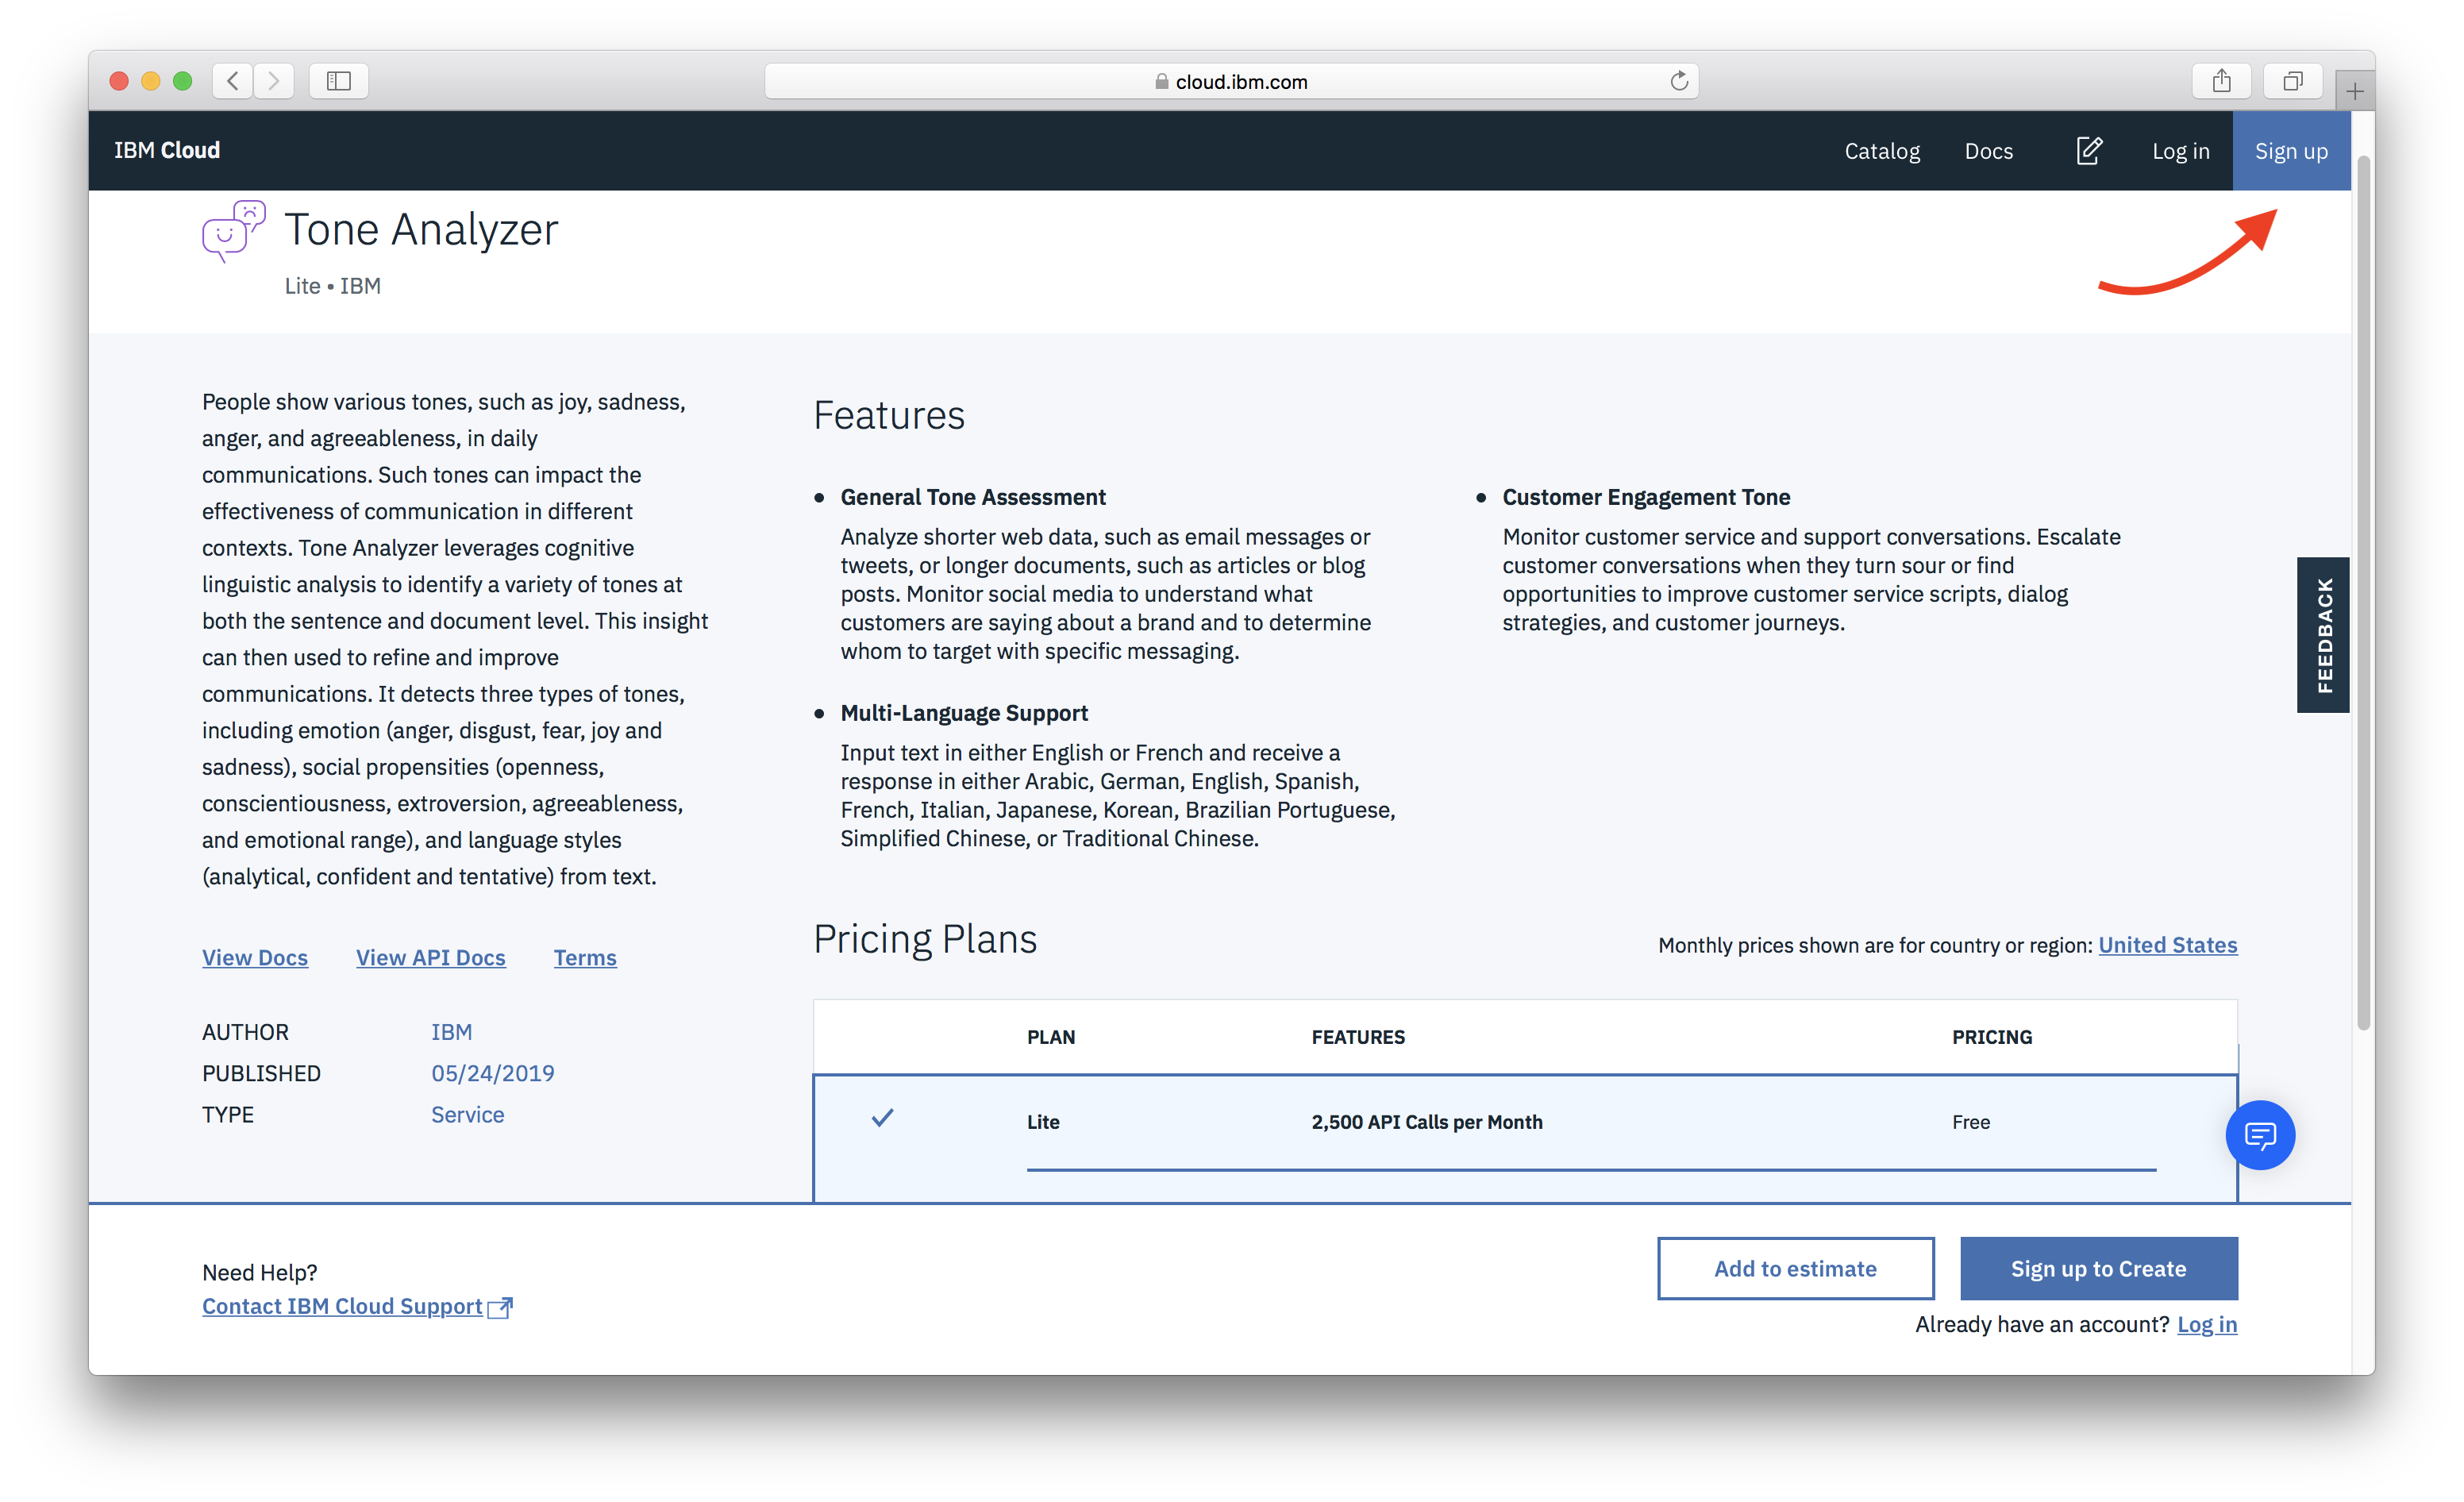 cloud.ibm.com
IBM Cloud
Catalog
Docs
Log in
Sign up
Tone Analyzer
Lite • IBM
People show various tones, such as joy, sadness,
anger, and agreeableness, in daily
communications. Such tones can impact the
effectiveness of communication in different
contexts. Tone Analyzer leverages cognitive
linguistic analysis to identify a variety of tones at
both the sentence and document level. This insight
can then used to refine and improve
communications. It detects three types of tones,
including emotion (anger, disgust, fear, joy and
sadness), social propensities (openness,
conscientiousness, extroversion, agreeableness,
and emotional range), and language styles
(analytical, confident and tentative) from text.
View Docs
View API Docs
Terms
AUTHOR IBM
PUBLISHED 05/24/2019
TYPE Service
Features
• General Tone Assessment
Analyze shorter web data, such as email messages or
tweets, or longer documents, such as articles or blog
posts. Monitor social media to understand what
customers are saying about a brand and to determine
whom to target with specific messaging.
• Customer Engagement Tone
Monitor customer service and support conversations. Escalate
customer conversations when they turn sour or find
opportunities to improve customer service scripts, dialog
strategies, and customer journeys.
• Multi-Language Support
Input text in either English or French and receive a
response in either Arabic, German, English, Spanish,
French, Italian, Japanese, Korean, Brazilian Portuguese,
Simplified Chinese, or Traditional Chinese.
FEEDBACK
Pricing Plans
Monthly prices shown are for country or region: United States
PLAN FEATURES PRICING
Lite 2,500 API Calls per Month Free
Need Help?
Contact IBM Cloud Support
Add to estimate
Sign up to Create
Already have an account? Log in